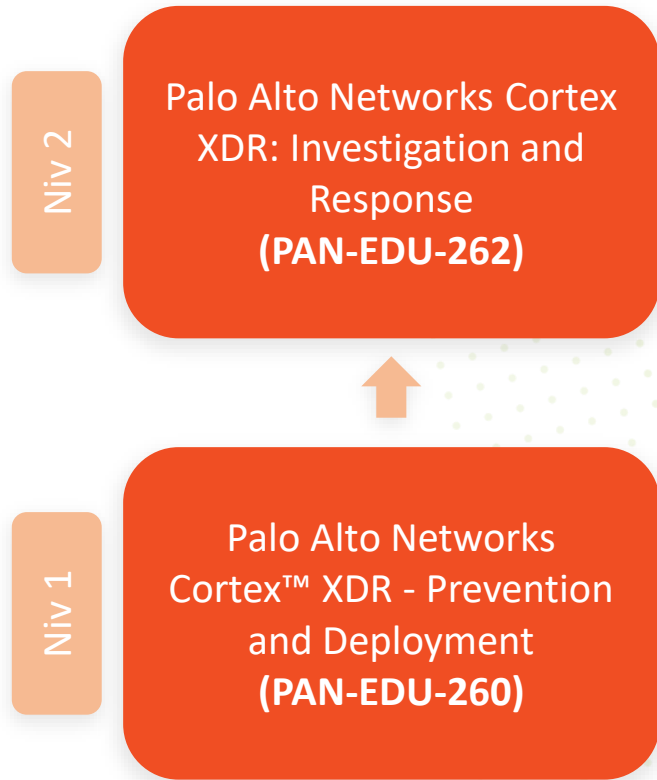 Niv 2
Palo Alto Networks Cortex
XDR: Investigation and
Response
(PAN-EDU-262)
Niv 1
Palo Alto Networks
Cortex™ XDR - Prevention
and Deployment
(PAN-EDU-260)